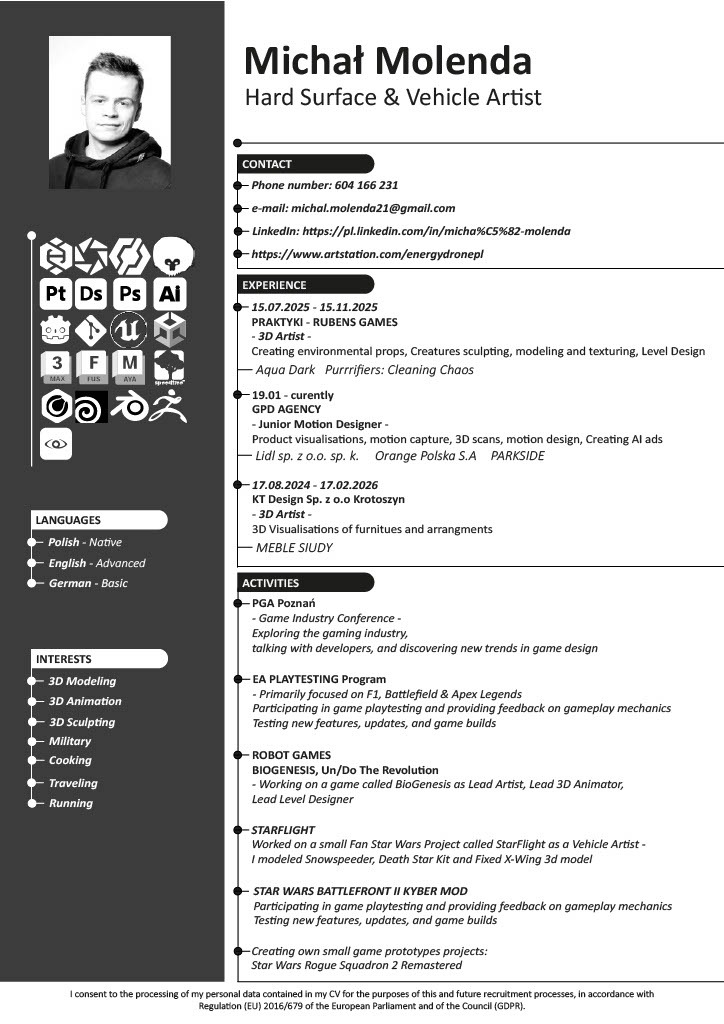 Michał Molenda
Hard Surface & Vehicle Artist
CONTACT
Phone number: 604 166 231
e-mail: michal.molenda21@gmail.com
LinkedIn: https://pl.linkedin.com/in/micha%C5%82-molenda
https://www.artstation.com/energydronepl
EXPERIENCE
15.07.2025 - 15.11.2025
PRAKTYKI - RUBENS GAMES
- 3D Artist -
Creating environmental props, Creatures sculpting, modeling and texturing, Level Design
Aqua Dark Purrrifiers: Cleaning Chaos
19.01 - curently
GPD AGENCY
- Junior Motion Designer -
Product visualisations, motion capture, 3D scans, motion design, Creating AI ads
Lidl sp. z o.o. sp. k. Orange Polska S.A PARKSIDE
17.08.2024 - 17.02.2026
KT Design Sp. z o.o Krotoszyn
- 3D Artist -
3D Visualisations of furnitues and arrangments
MEBLE SIUDY
ACTIVITIES
PGA Poznań
- Game Industry Conference -
Exploring the gaming industry,
talking with developers, and discovering new trends in game design
EA PLAYTESTING Program
- Primarily focused on F1, Battlefield & Apex Legends
Participating in game playtesting and providing feedback on gameplay mechanics
Testing new features, updates, and game builds
ROBOT GAMES
BIOGENESIS, Un/Do The Revolution
- Working on a game called BioGenesis as Lead Artist, Lead 3D Animator,
Lead Level Designer
STARFLIGHT
Worked on a small Fan Star Wars Project called StarFlight as a Vehicle Artist -
I modeled Snowspeeder, Death Star Kit and Fixed X-Wing 3d model
STAR WARS BATTLEFRONT II KYBER MOD
Participating in game playtesting and providing feedback on gameplay mechanics
Testing new features, updates, and game builds
Creating own small game prototypes projects:
Star Wars Rogue Squadron 2 Remastered
Pt Ds Ps Ai
3 F M
MAX FUS AYA speedtree
LANGUAGES
Polish - Native
English - Advanced
German - Basic
INTERESTS
3D Modeling
3D Animation
3D Sculpting
Military
Cooking
Traveling
Running
I consent to the processing of my personal data contained in my CV for the purposes of this and future recruitment processes, in accordance with
Regulation (EU) 2016/679 of the European Parliament and of the Council (GDPR).